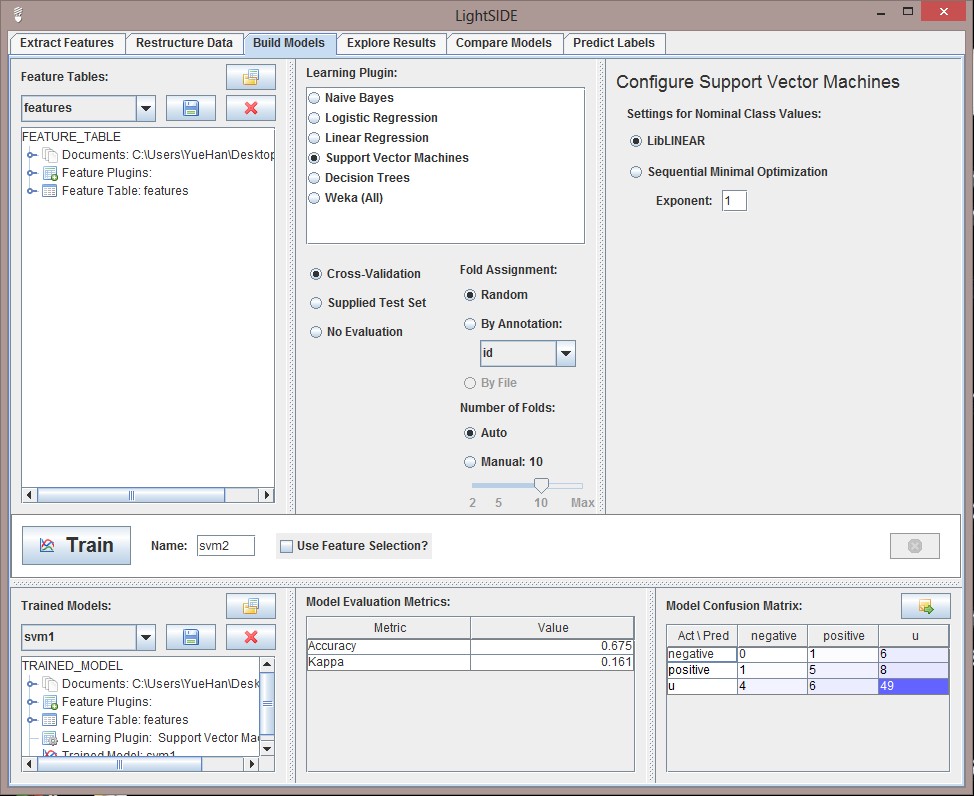 LightSIDE
Extract Features Restructure Data Build Models Explore Results Compare Models Predict Labels
Feature Tables:
features
FEATURE_TABLE
Documents: C:\Users\YueHan\Desktop
Feature Plugins:
Feature Table: features
Learning Plugin:
Naive Bayes
Logistic Regression
Linear Regression
Support Vector Machines
Decision Trees
Weka (All)
Cross-Validation
Supplied Test Set
No Evaluation
Fold Assignment:
Random
By Annotation:
id
By File
Number of Folds:
Auto
Manual: 10
2 5 10 Max
Configure Support Vector Machines
Settings for Nominal Class Values:
LibLINEAR
Sequential Minimal Optimization
Exponent: 1
Train Name: svm2 Use Feature Selection?
Trained Models:
svm1
TRAINED_MODEL
Documents: C:\Users\YueHan\Desk
Feature Plugins:
Feature Table: features
Learning Plugin: Support Vector Ma
Trained Model: svm1
Model Evaluation Metrics:
Metric Value
Accuracy 0.675
Kappa 0.161
Model Confusion Matrix:
Act \ Pred negative positive u
negative 0 1 6
positive 1 5 8
u 4 6 49